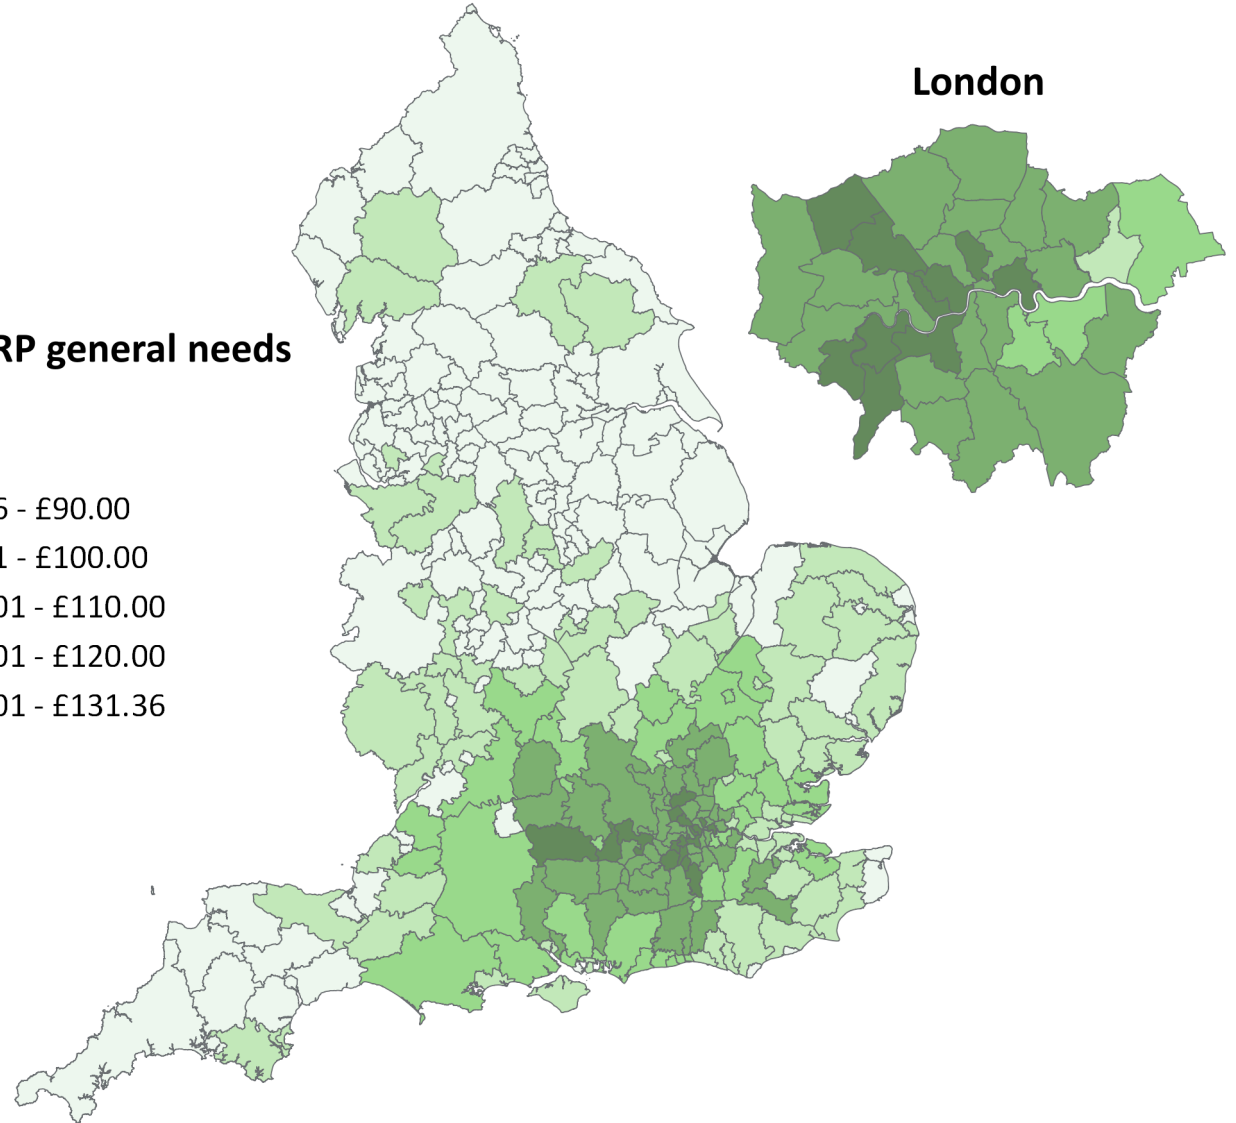 London
RP general needs
6 - £90.00
1 - £100.00
01 - £110.00
01 - £120.00
01 - £131.36